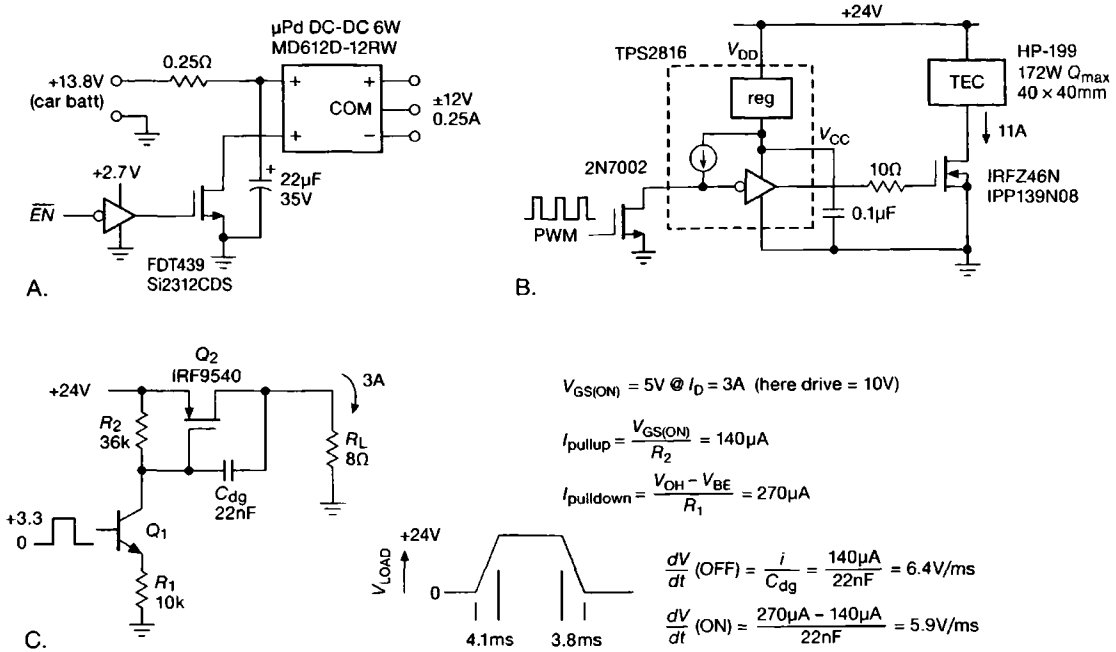 µPd DC-DC 6W
MD612D-12RW
0.25Ω
+13.8V
(car batt)
+
+
COM
+
−
±12V
0.25A
+
22µF
35V
+2.7V
EN
FDT439
Si2312CDS
A.
+24V
TPS2816
VDD
reg
VCC
2N7002
PWM
10Ω
0.1µF
TEC
HP-199
172W Qmax
40 × 40mm
11A
IRFZ46N
IPP139N08
B.
Q2
IRF9540
+24V
3A
R2
36k
RL
8Ω
Cdg
22nF
+3.3
0
Q1
R1
10k
C.
VGS(ON) = 5V @ ID = 3A (here drive = 10V)
Ipullup = VGS(ON) / R2 = 140µA
Ipulldown = VOH − VBE / R1 = 270µA
+24V
VLOAD
0
4.1ms
3.8ms
dV/dt (OFF) = i / Cdg = 140µA / 22nF = 6.4V/ms
dV/dt (ON) = 270µA − 140µA / 22nF = 5.9V/ms